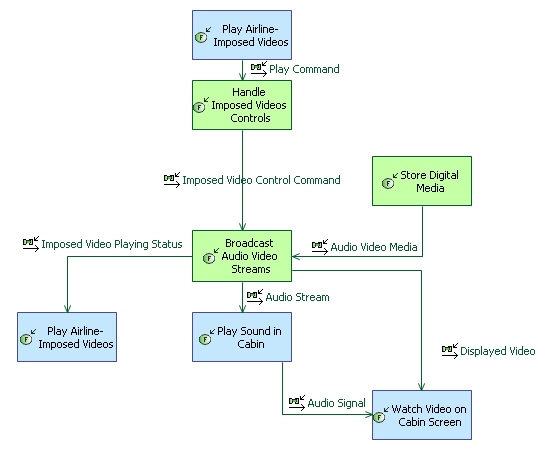 Play Airline-
Imposed Videos
Play Command
F
Handle
Imposed Videos
Controls
F
Imposed Video Control Command
Store Digital
Media
F
Imposed Video Playing Status
Broadcast
Audio Video
Streams
F
Audio Video Media
Audio Stream
Play Airline-
Imposed Videos
F
Play Sound in
Cabin
F
Displayed Video
Audio Signal
Watch Video on
Cabin Screen
F
F